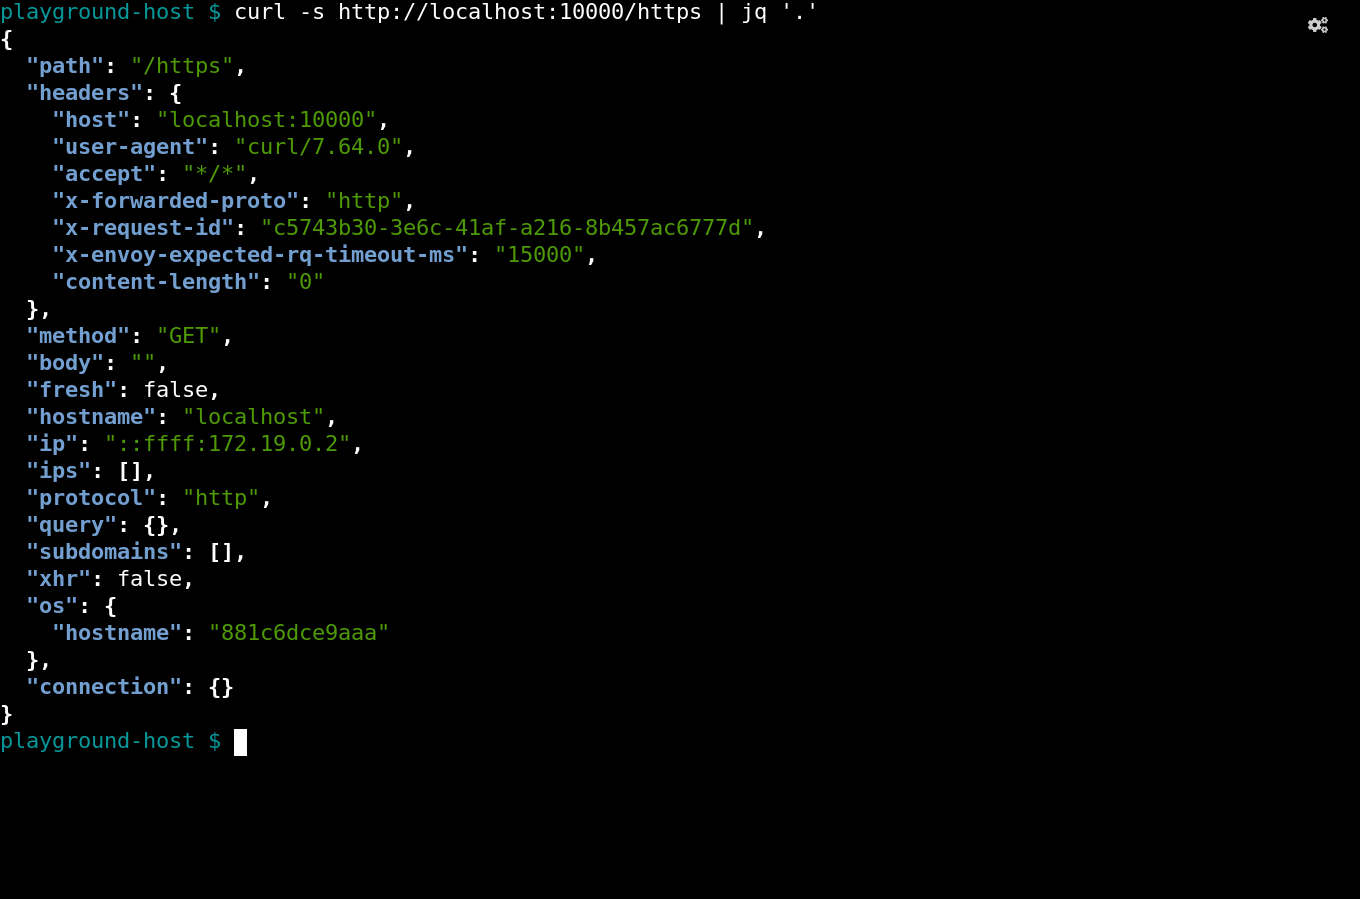 playground-host $ curl -s http://localhost:10000/https | jq '.'
{
  "path": "/https",
  "headers": {
    "host": "localhost:10000",
    "user-agent": "curl/7.64.0",
    "accept": "*/*",
    "x-forwarded-proto": "http",
    "x-request-id": "c5743b30-3e6c-41af-a216-8b457ac6777d",
    "x-envoy-expected-rq-timeout-ms": "15000",
    "content-length": "0"
  },
  "method": "GET",
  "body": "",
  "fresh": false,
  "hostname": "localhost",
  "ip": "::ffff:172.19.0.2",
  "ips": [],
  "protocol": "http",
  "query": {},
  "subdomains": [],
  "xhr": false,
  "os": {
    "hostname": "881c6dce9aaa"
  },
  "connection": {}
}
playground-host $